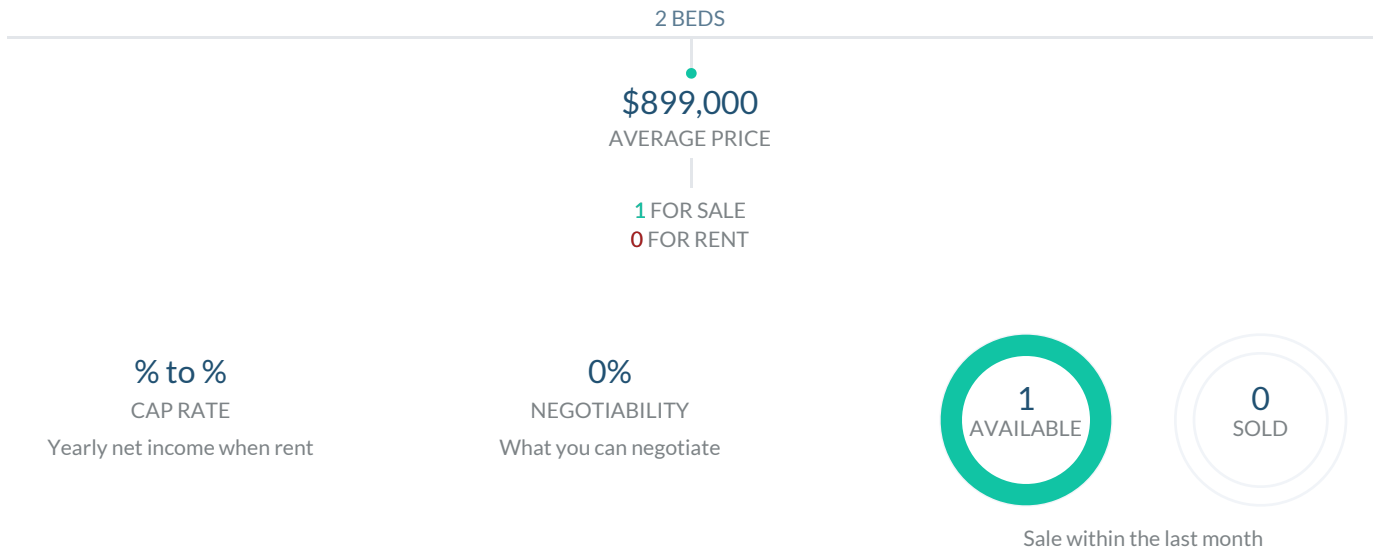 2 BEDS
$899,000
AVERAGE PRICE
1 FOR SALE
0 FOR RENT
% to %
CAP RATE
Yearly net income when rent
0%
NEGOTIABILITY
What you can negotiate
1
AVAILABLE
0
SOLD
Sale within the last month